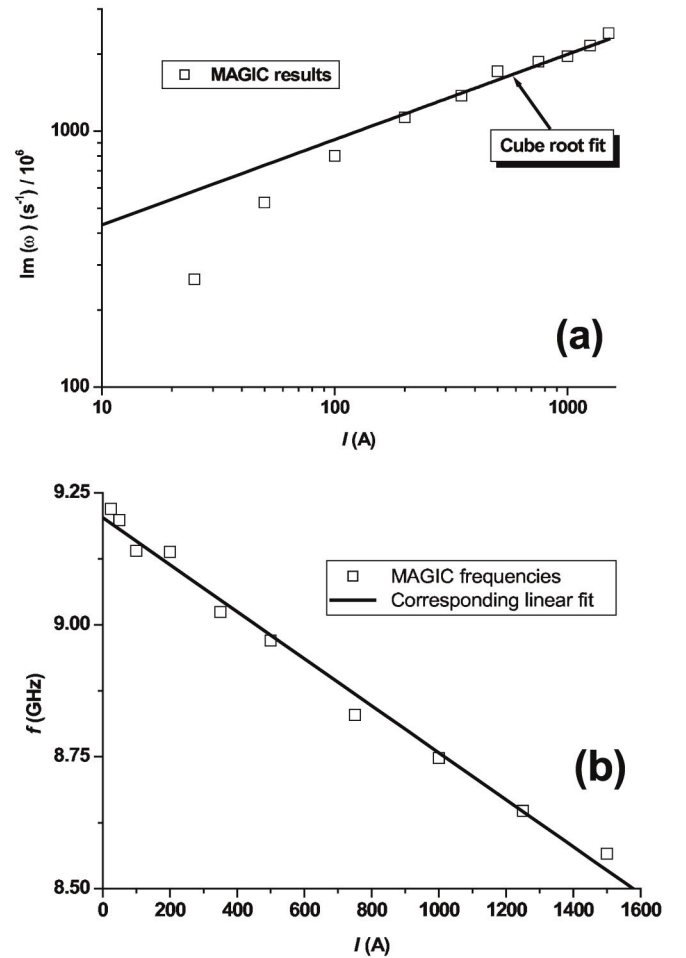 1000
100
Im (ω) (s⁻¹) / 10⁶
MAGIC results
Cube root fit
(a)
10
100
1000
I (A)
9.25
9.00
8.75
8.50
f (GHz)
MAGIC frequencies
Corresponding linear fit
(b)
0
200
400
600
800
1000
1200
1400
1600
I (A)